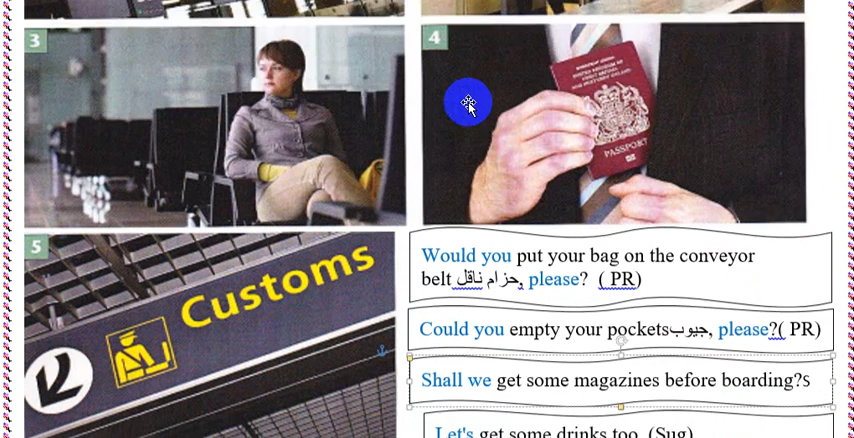 3
4
PASSPORT
5
Customs
Would you put your bag on the conveyor
belt حزام ناقل, please? ( PR)
Could you empty your pocketsجيوب, please?( PR)
Shall we get some magazines before boarding?s
Let's get some drinks too. (Sug)